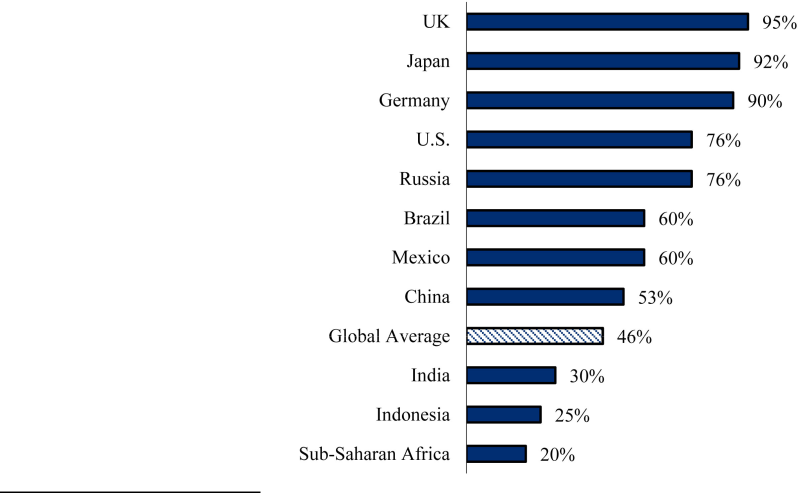 UK 95%
Japan 92%
Germany 90%
U.S. 76%
Russia 76%
Brazil 60%
Mexico 60%
China 53%
Global Average 46%
India 30%
Indonesia 25%
Sub-Saharan Africa 20%